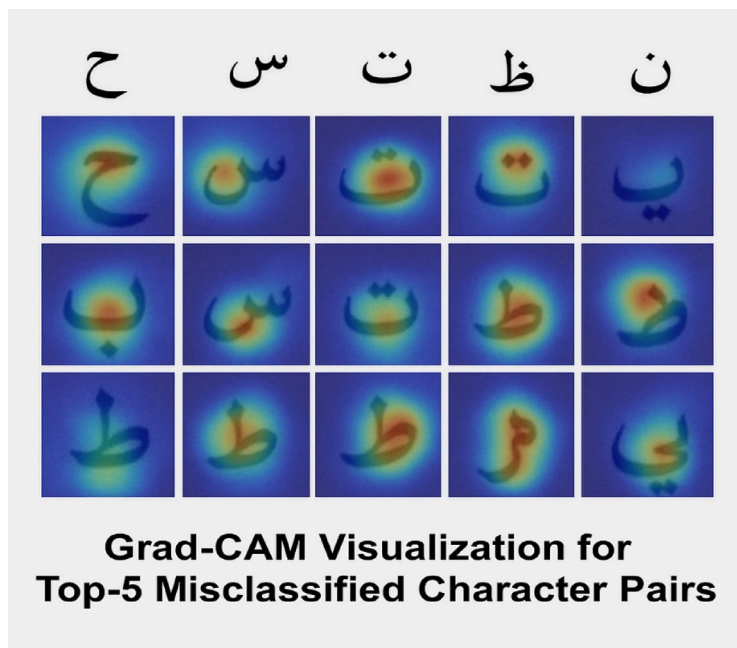 ن ظ ت س ح
ت ت س ح
ط ت س ب
ي ط ط ط
Grad-CAM Visualization for
Top-5 Misclassified Character Pairs